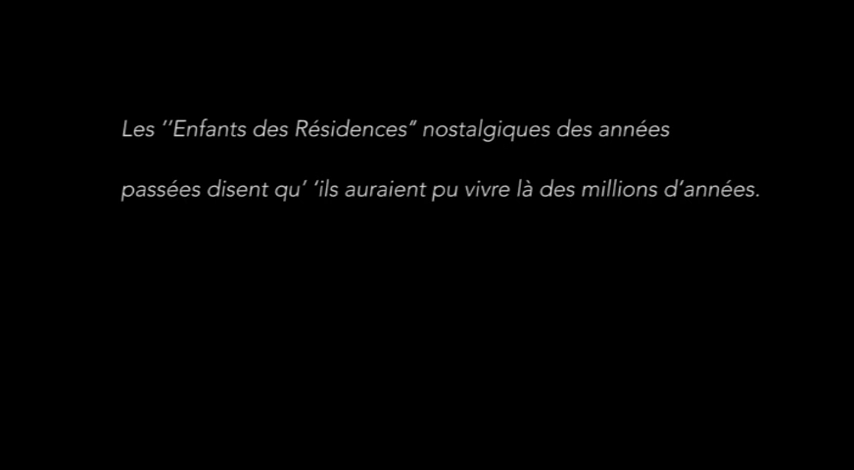 Les ’’Enfants des Résidences” nostalgiques des années
passées disent qu’ ‘ils auraient pu vivre là des millions d’années.